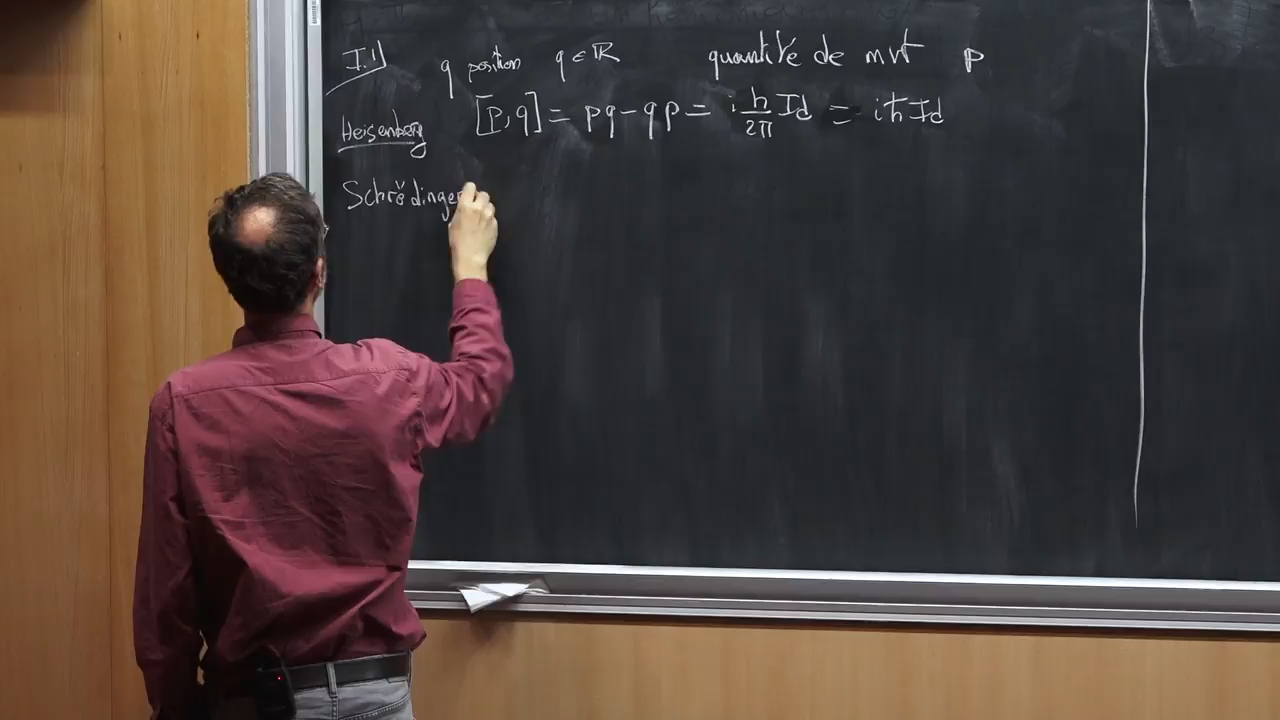 I.1 q position q ∈ ℝ quantité de mvt p
Heisenberg [p,q] = pq - qp = i h/2π Id = iħ Id
Schrödinger